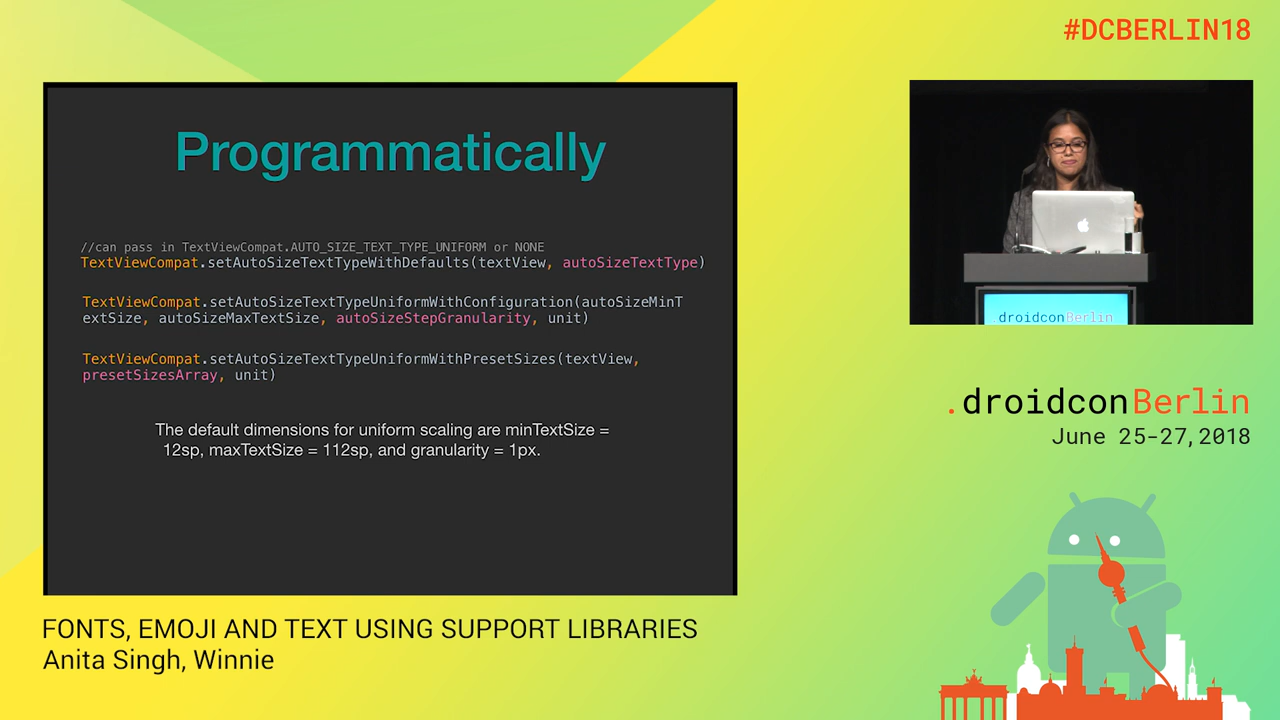 #DCBERLIN18
Programmatically
//can pass in TextViewCompat.AUTO_SIZE_TEXT_TYPE_UNIFORM or NONE
TextViewCompat.setAutoSizeTextTypeWithDefaults(textView, autoSizeTextType)
TextViewCompat.setAutoSizeTextTypeUniformWithConfiguration(autoSizeMinT
extSize, autoSizeMaxTextSize, autoSizeStepGranularity, unit)
TextViewCompat.setAutoSizeTextTypeUniformWithPresetSizes(textView,
presetSizesArray, unit)
The default dimensions for uniform scaling are minTextSize =
12sp, maxTextSize = 112sp, and granularity = 1px.
droidconBerlin
.droidconBerlin
June 25-27,2018
FONTS, EMOJI AND TEXT USING SUPPORT LIBRARIES
Anita Singh, Winnie